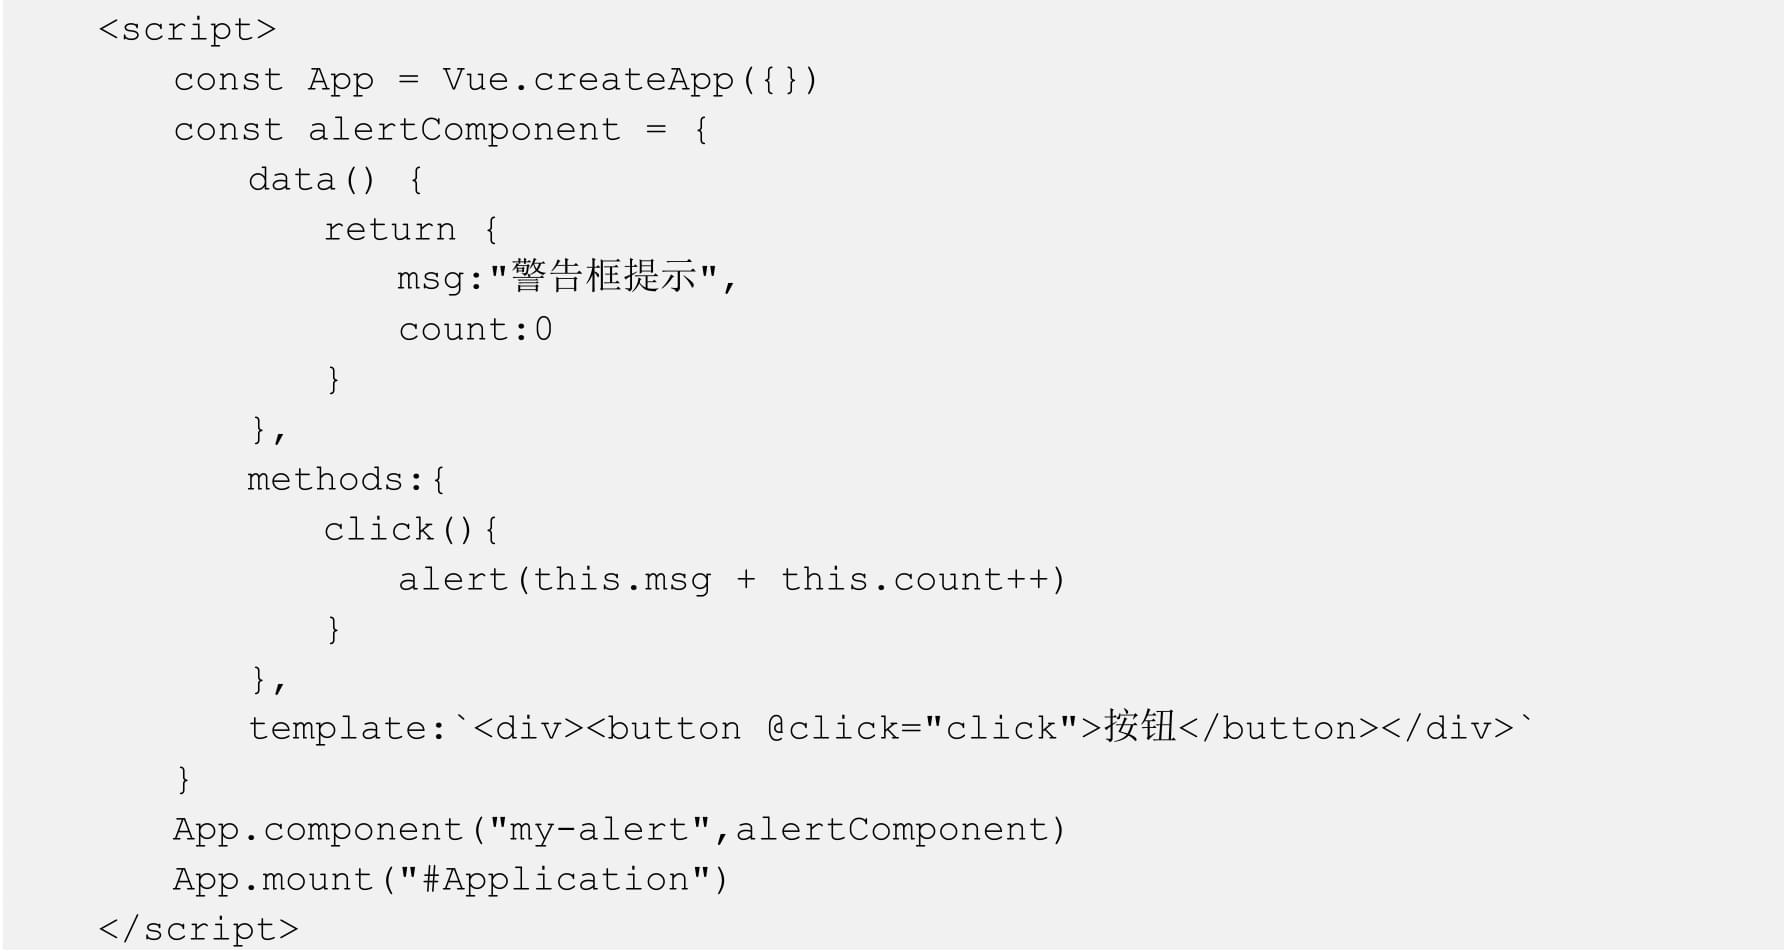 <script>
const App = Vue.createApp({})
const alertComponent = {
data() {
return {
msg:"警告框提示",
count:0
}
},
methods:{
click(){
alert(this.msg + this.count++)
}
},
template:`<div><button @click="click">按钮</button></div>`
}
App.component("my-alert",alertComponent)
App.mount("#Application")
</script>